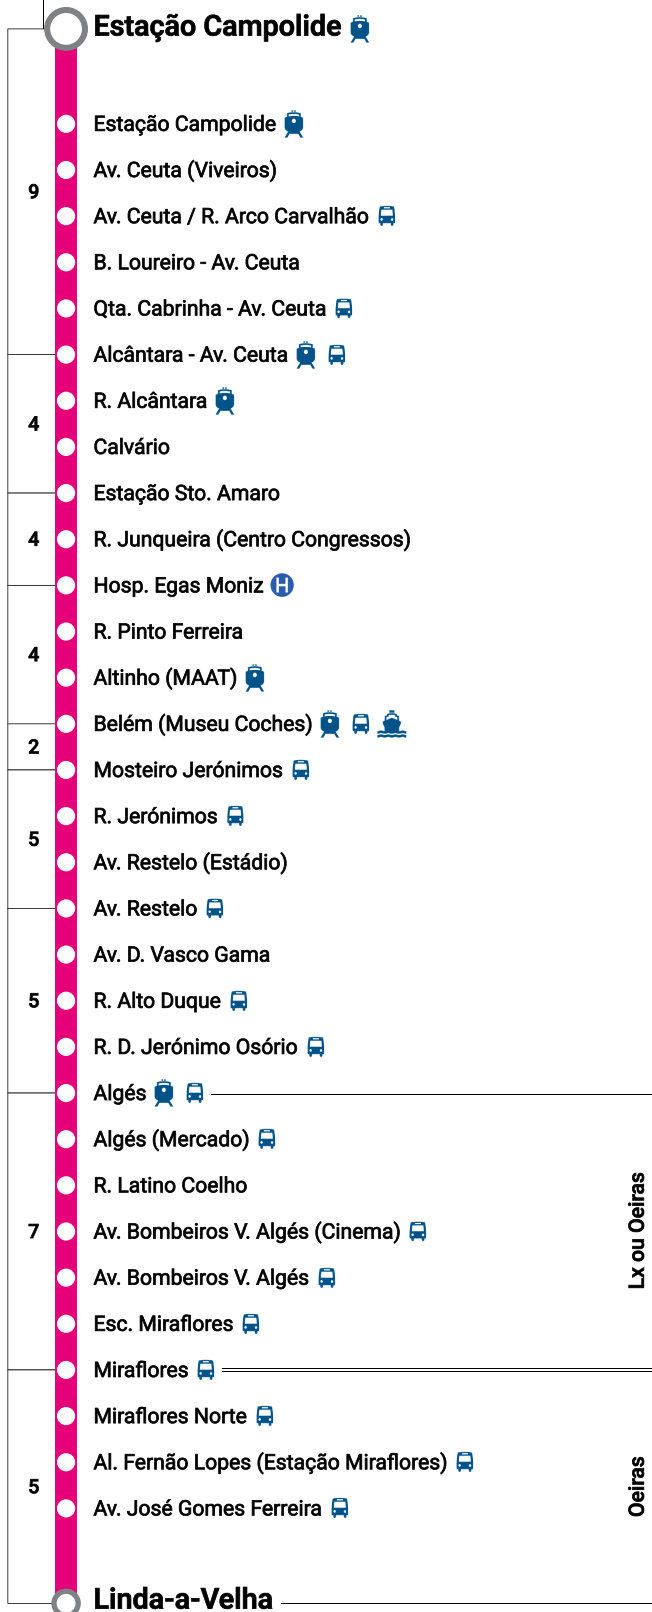 Estação Campolide
Estação Campolide
Av. Ceuta (Viveiros)
9
Av. Ceuta / R. Arco Carvalhão
B. Loureiro - Av. Ceuta
Qta. Cabrinha - Av. Ceuta
Alcântara - Av. Ceuta
R. Alcântara
4
Calvário
Estação Sto. Amaro
4
R. Junqueira (Centro Congressos)
Hosp. Egas Moniz H
R. Pinto Ferreira
4
Altinho (MAAT)
Belém (Museu Coches)
2
Mosteiro Jerónimos
R. Jerónimos
5
Av. Restelo (Estádio)
Av. Restelo
Av. D. Vasco Gama
5
R. Alto Duque
R. D. Jerónimo Osório
Algés
Algés (Mercado)
R. Latino Coelho
7
Av. Bombeiros V. Algés (Cinema)
Lx ou Oeiras
Av. Bombeiros V. Algés
Esc. Miraflores
Miraflores
Miraflores Norte
Al. Fernão Lopes (Estação Miraflores)
5
Oeiras
Av. José Gomes Ferreira
Linda-a-Velha